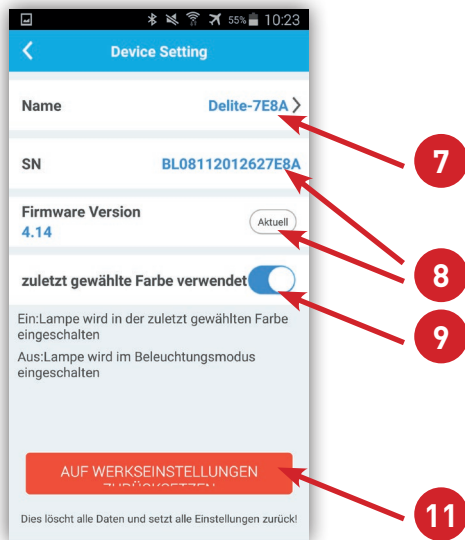 55% 10:23
Device Setting
Name Delite-7E8A
7
SN BL08112012627E8A
Firmware Version
4.14
Aktuell
8
zuletzt gewählte Farbe verwendet
9
Ein:Lampe wird in der zuletzt gewählten Farbe
eingeschalten
Aus:Lampe wird im Beleuchtungsmodus
eingeschalten
AUF WERKSEINSTELLUNGEN
ZURÜCKSETZEN
11
Dies löscht alle Daten und setzt alle Einstellungen zurück!